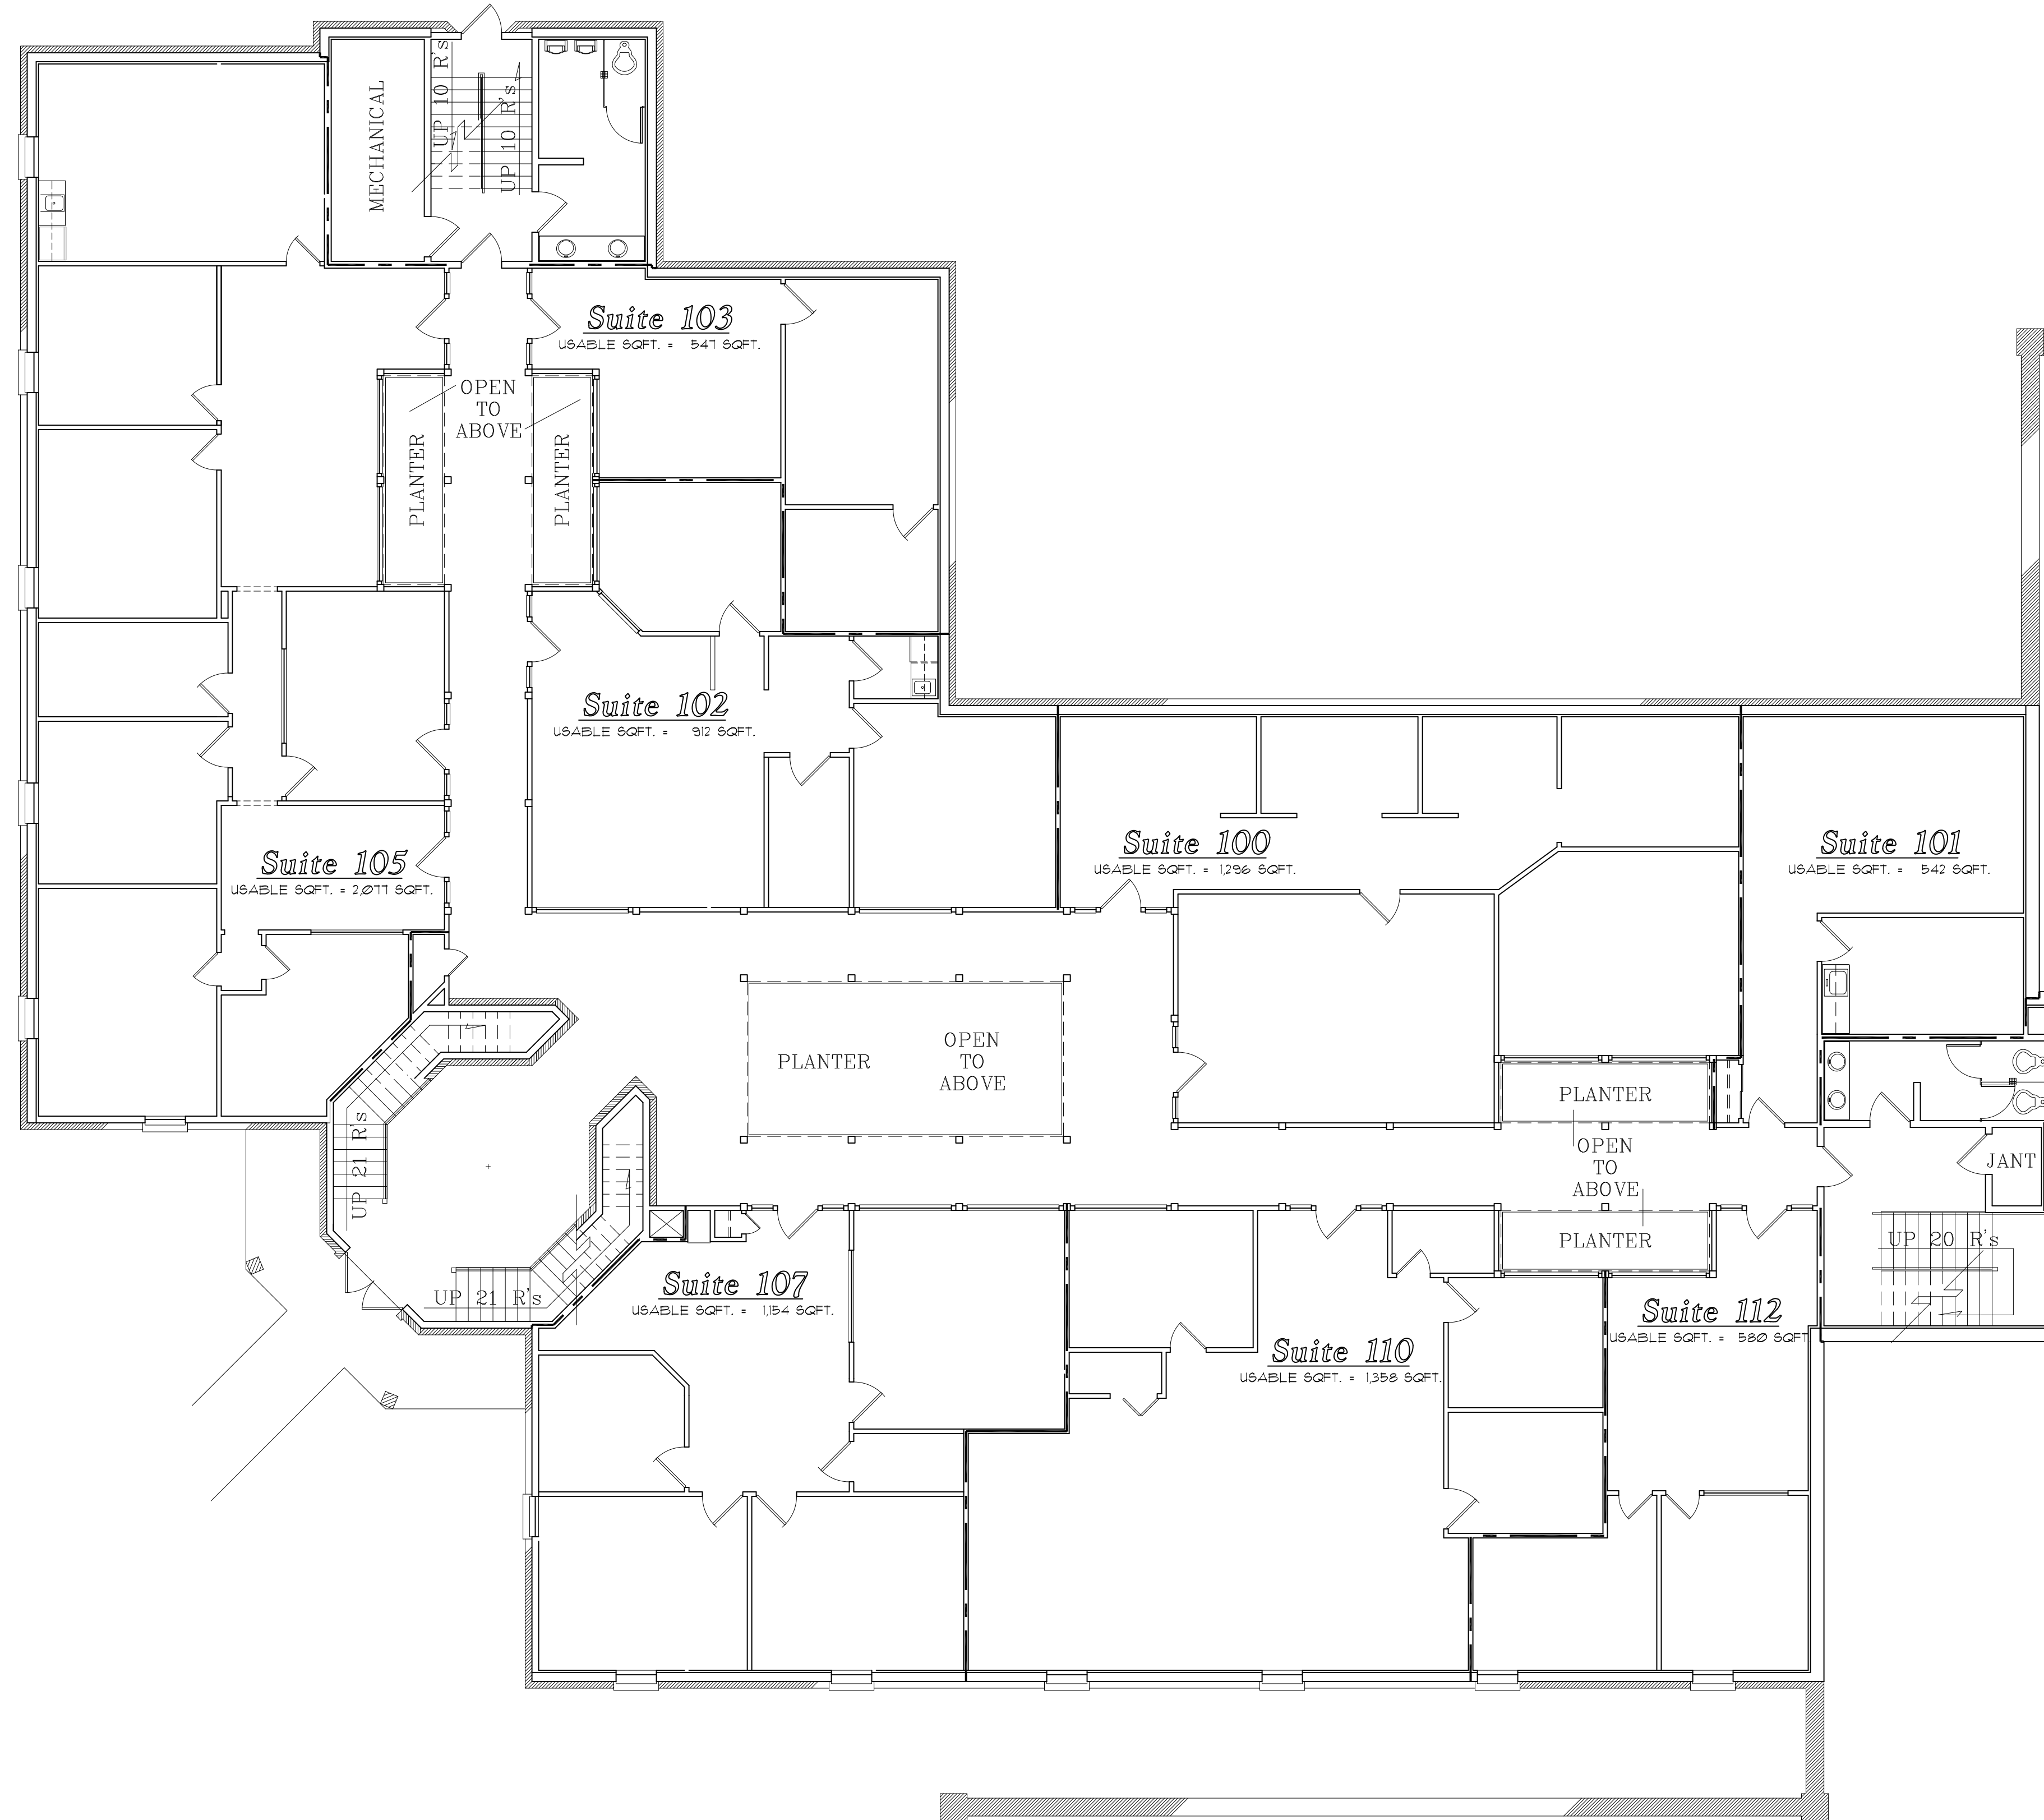 MECHANICAL
UP 10 R's
UP 10 R's
Suite 103
USABLE SQFT. = 547 SQFT.
OPEN
TO
ABOVE
PLANTER
PLANTER
Suite 102
USABLE SQFT. = 912 SQFT.
Suite 105
USABLE SQFT. = 2,077 SQFT.
Suite 100
USABLE SQFT. = 1,296 SQFT.
Suite 101
USABLE SQFT. = 542 SQFT.
PLANTER
OPEN
TO
ABOVE
PLANTER
OPEN
TO
ABOVE
JANT
UP 21 R's
PLANTER
UP 20 R's
UP 21 R's
Suite 107
USABLE SQFT. = 1,154 SQFT.
Suite 110
USABLE SQFT. = 1,358 SQFT.
Suite 112
USABLE SQFT. = 580 SQFT.